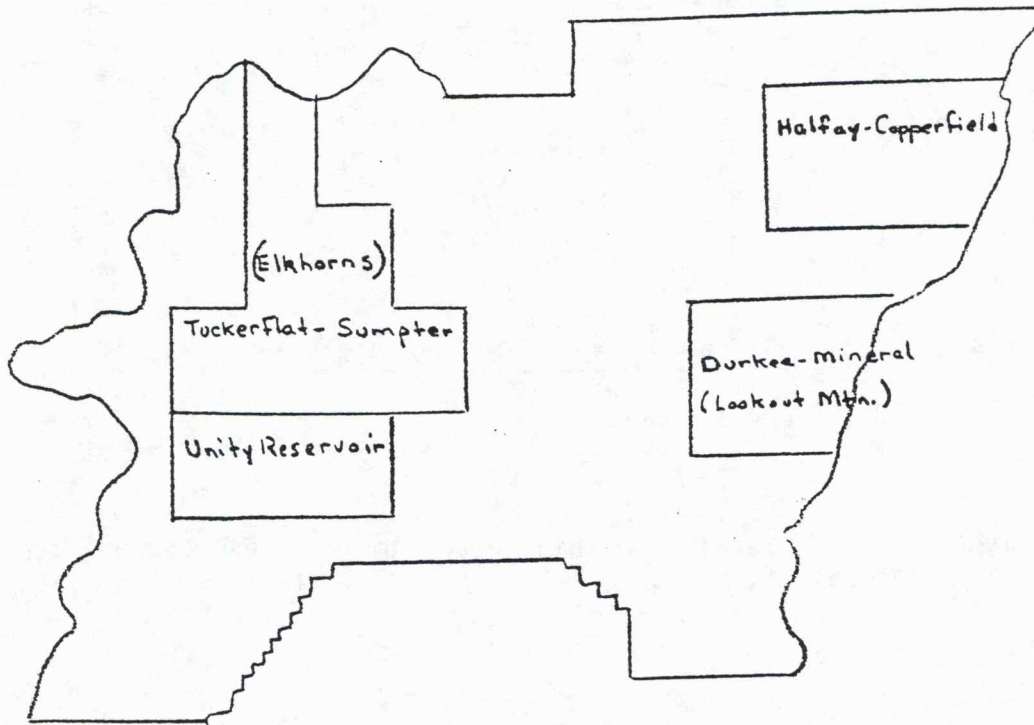 Halfay-Copperfield
(Elkhorns)
Tuckerflat-Sumpter
Durkee-Mineral
(Lookout Mtn.)
Unity Reservoir